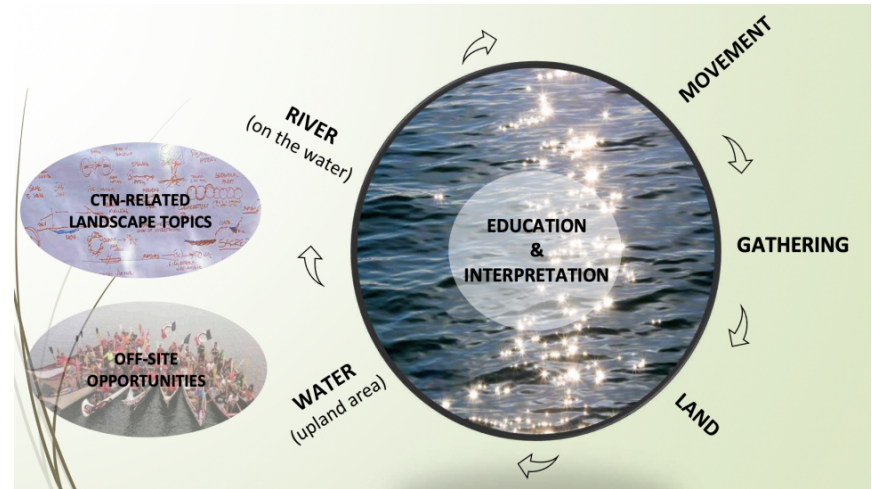 MOVEMENT
RIVER
(on the water)
CTN-RELATED
LANDSCAPE TOPICS
EDUCATION
&
INTERPRETATION
GATHERING
OFF-SITE
OPPORTUNITIES
WATER
(upland area)
LAND